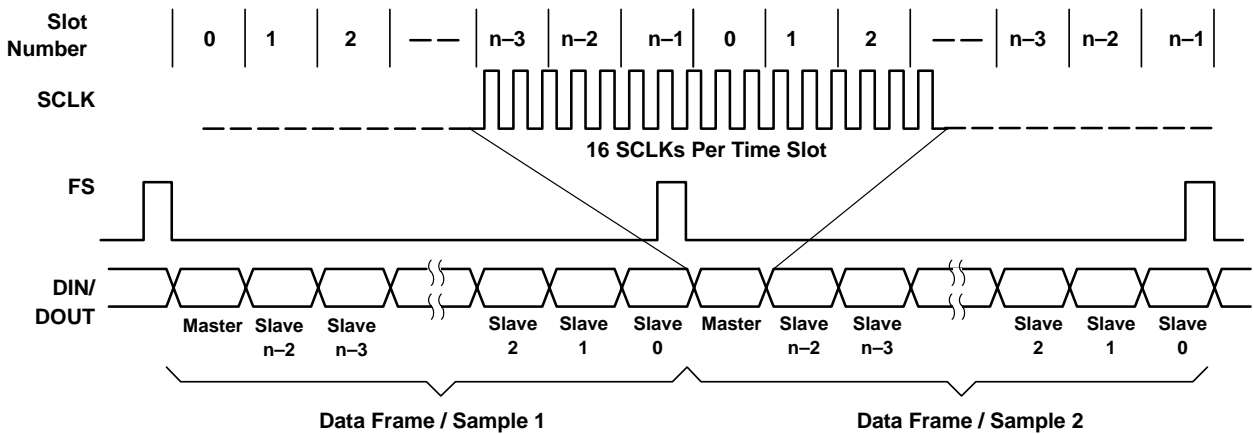 Slot
Number
0 1 2 n–3 n–2 n–1 0 1 2 n–3 n–2 n–1
SCLK
16 SCLKs Per Time Slot
FS
DIN/
DOUT
Master Slave Slave Slave Slave Slave Master Slave Slave Slave Slave Slave
n–2 n–3 2 1 0 n–2 n–3 2 1 0
Data Frame / Sample 1 Data Frame / Sample 2